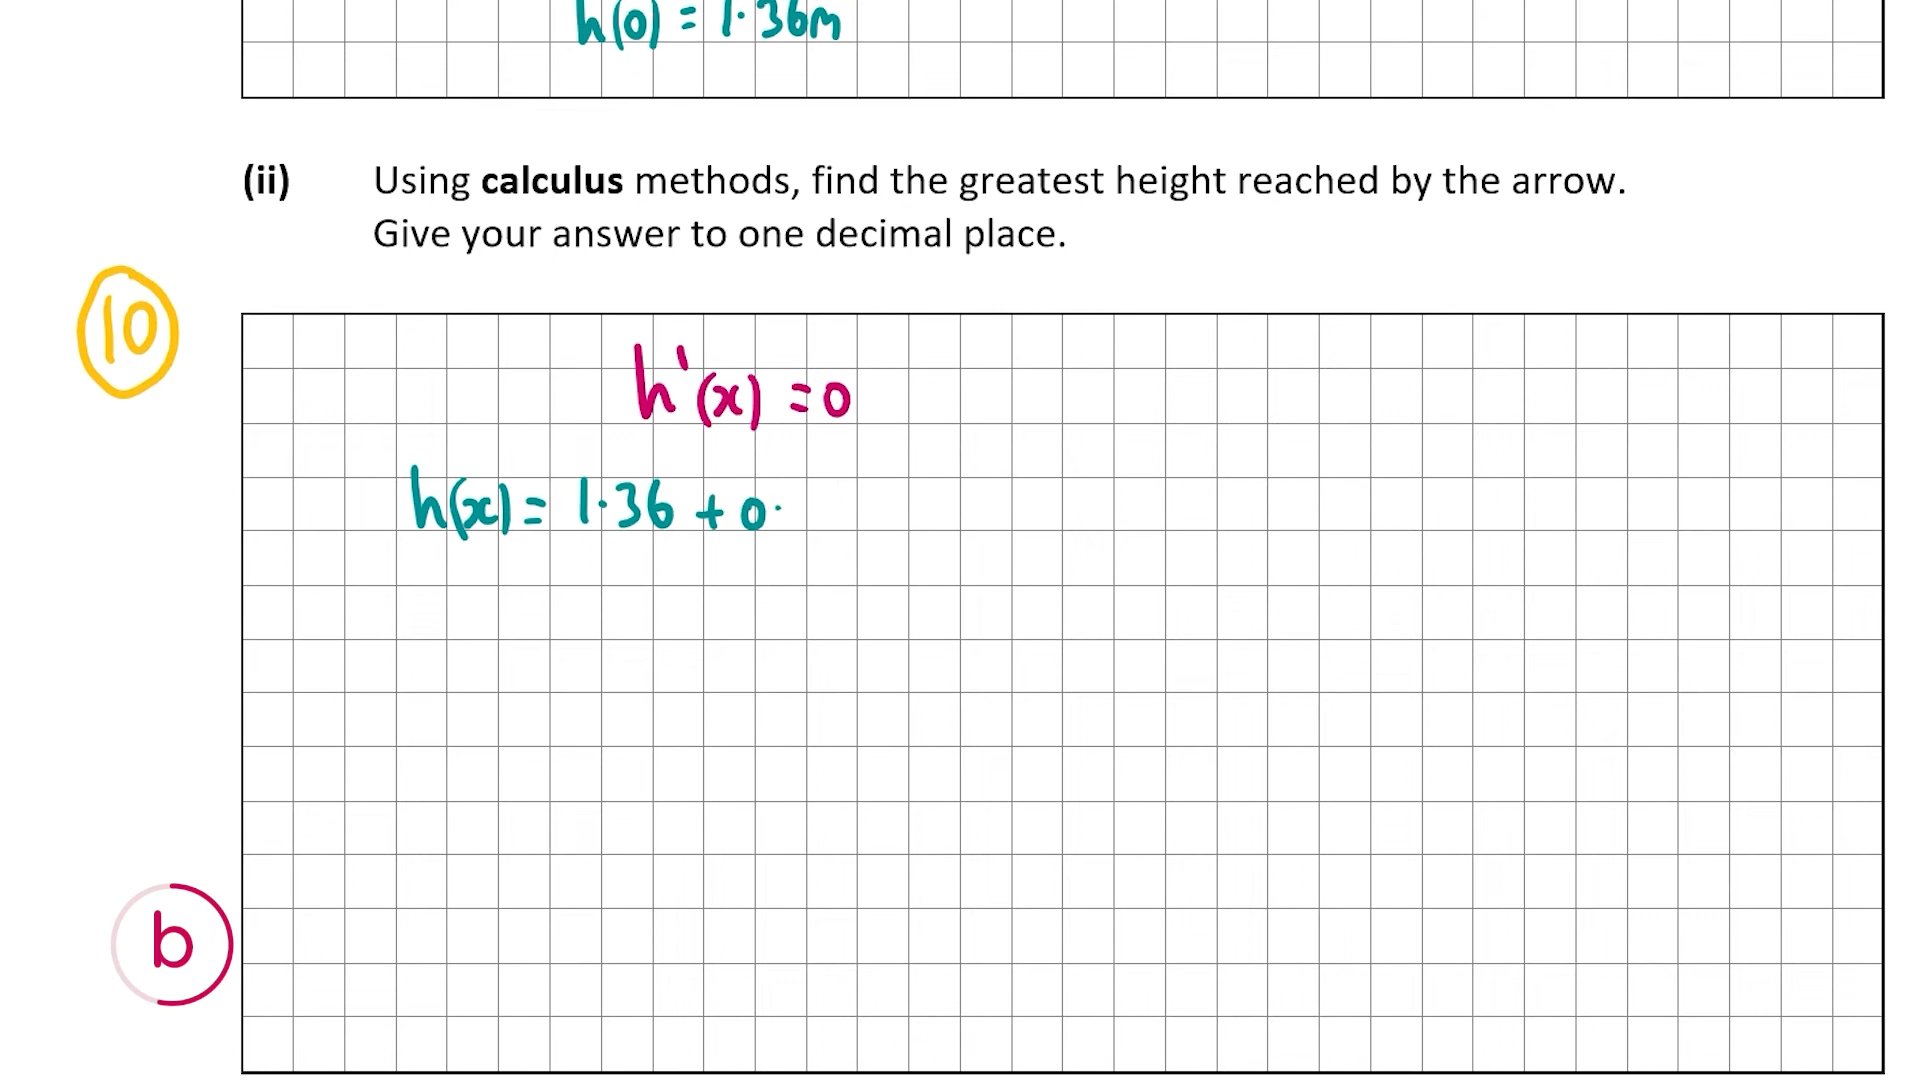 h(0) = 1.36m
(ii) Using calculus methods, find the greatest height reached by the arrow.
Give your answer to one decimal place.
10
h'(x) = 0
h(x) = 1.36 + 0.
b